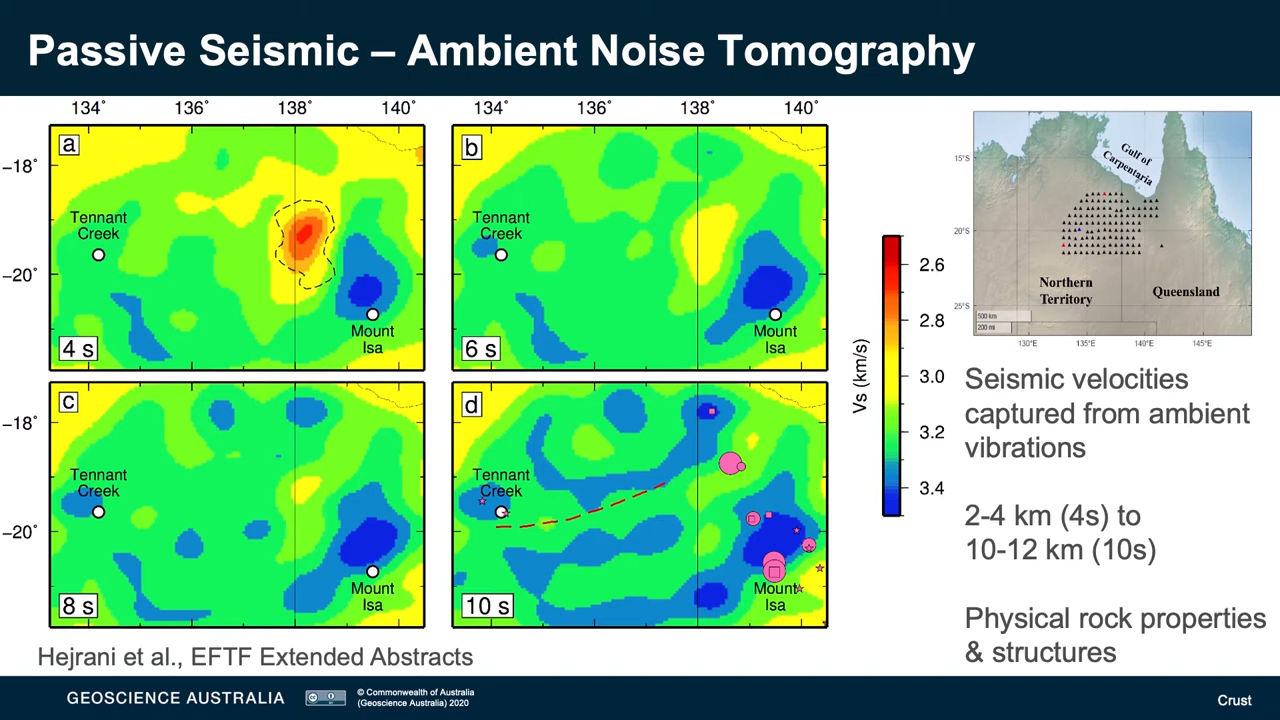 Passive Seismic – Ambient Noise Tomography
134° 136° 138° 140° 134° 136° 138° 140°
a
b
−18°
Tennant
Creek
Tennant
Creek
−20°
Mount
Isa
Mount
Isa
4 s
6 s
c
d
−18°
Tennant
Creek
Tennant
Creek
−20°
Mount
Isa
Mount
Isa
8 s
10 s
Vs (km/s)
2.6
2.8
3.0
3.2
3.4
Gulf of
Carpentaria
15°S
20°S
25°S
Northern
Territory
Queensland
500 km
200 mi
130°E 135°E 140°E 145°E
Seismic velocities
captured from ambient
vibrations
2-4 km (4s) to
10-12 km (10s)
Physical rock properties
& structures
Hejrani et al., EFTF Extended Abstracts
GEOSCIENCE AUSTRALIA
cc
BY
© Commonwealth of Australia
(Geoscience Australia) 2020
Crust